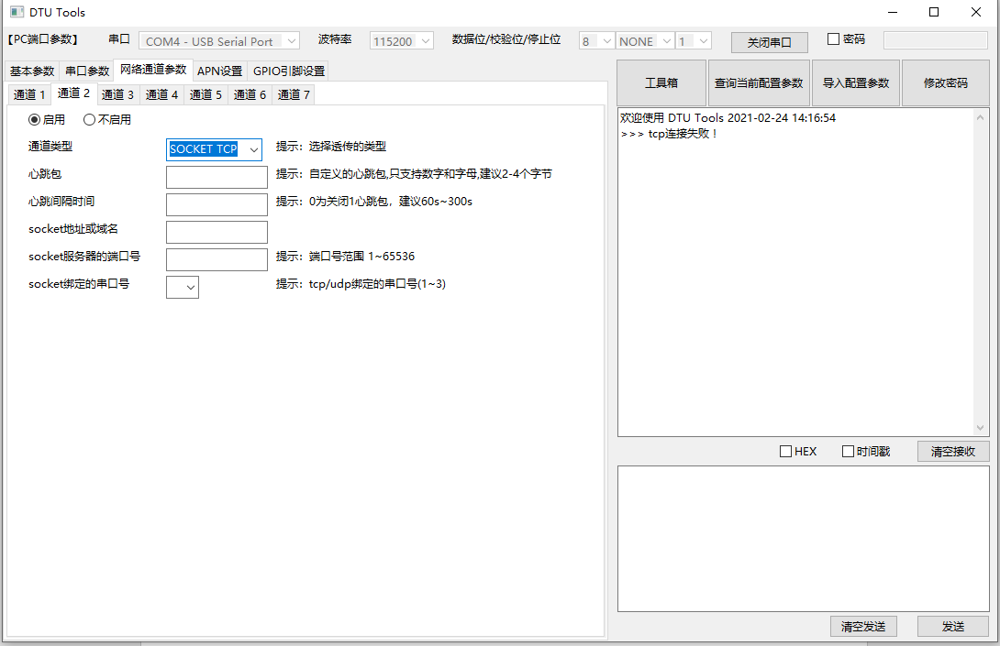 DTU Tools
【PC端口参数】 串口 COM4 - USB Serial Port 波特率 115200 数据位/校验位/停止位 8 NONE 1 关闭串口 密码
基本参数 串口参数 网络通道参数 APN设置 GPIO引脚设置
通道 1 通道 2 通道 3 通道 4 通道 5 通道 6 通道 7
启用 不启用
通道类型 SOCKET TCP 提示：选择透传的类型
心跳包 提示：自定义的心跳包,只支持数字和字母,建议2-4个字节
心跳间隔时间 提示：0为关闭1心跳包，建议60s~300s
socket地址或域名
socket服务器的端口号 提示：端口号范围 1~65536
socket绑定的串口号 提示：tcp/udp绑定的串口号(1~3)
工具箱 查询当前配置参数 导入配置参数 修改密码
欢迎使用 DTU Tools 2021-02-24 14:16:54
>>> tcp连接失败！
HEX 时间戳 清空接收
清空发送 发送